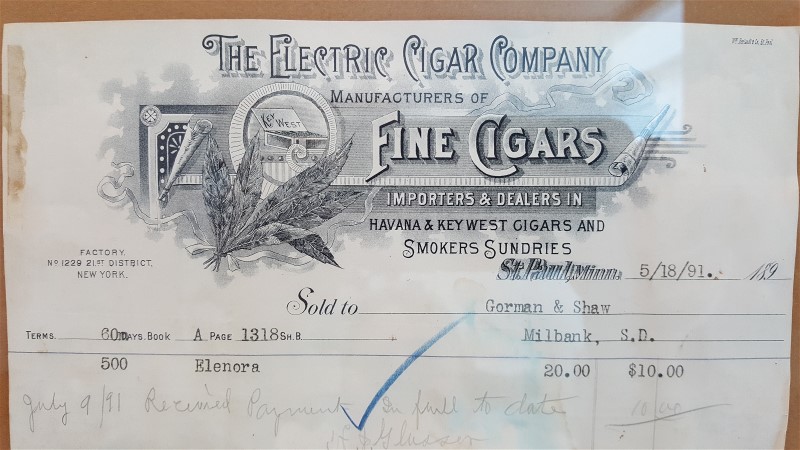 THE ELECTRIC CIGAR COMPANY
MANUFACTURERS OF
KEY WEST
FINE CIGARS
IMPORTERS & DEALERS IN
HAVANA & KEY WEST CIGARS AND
SMOKERS SUNDRIES
FACTORY.
No 1229 21.ST DISTRICT,
NEW YORK.
St. Paul, Minn. 5/18/91. 189
Sold to Gorman & Shaw
TERMS. 60 DAYS. BOOK A PAGE 1318 SH.B. Milbank, S.D.
500 Elenora 20.00 $10.00
July 9/91 Received Payment In full to date